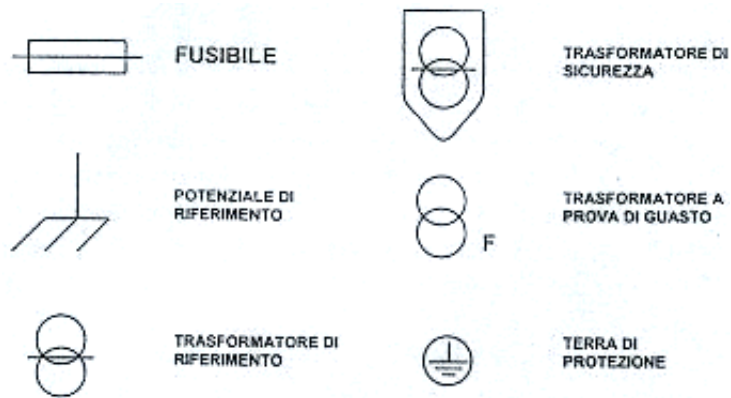 FUSIBILE
TRASFORMATORE DI
SICUREZZA
POTENZIALE DI
RIFERIMENTO
TRASFORMATORE A
PROVA DI GUASTO
F
TRASFORMATORE DI
RIFERIMENTO
TERRA DI
PROTEZIONE